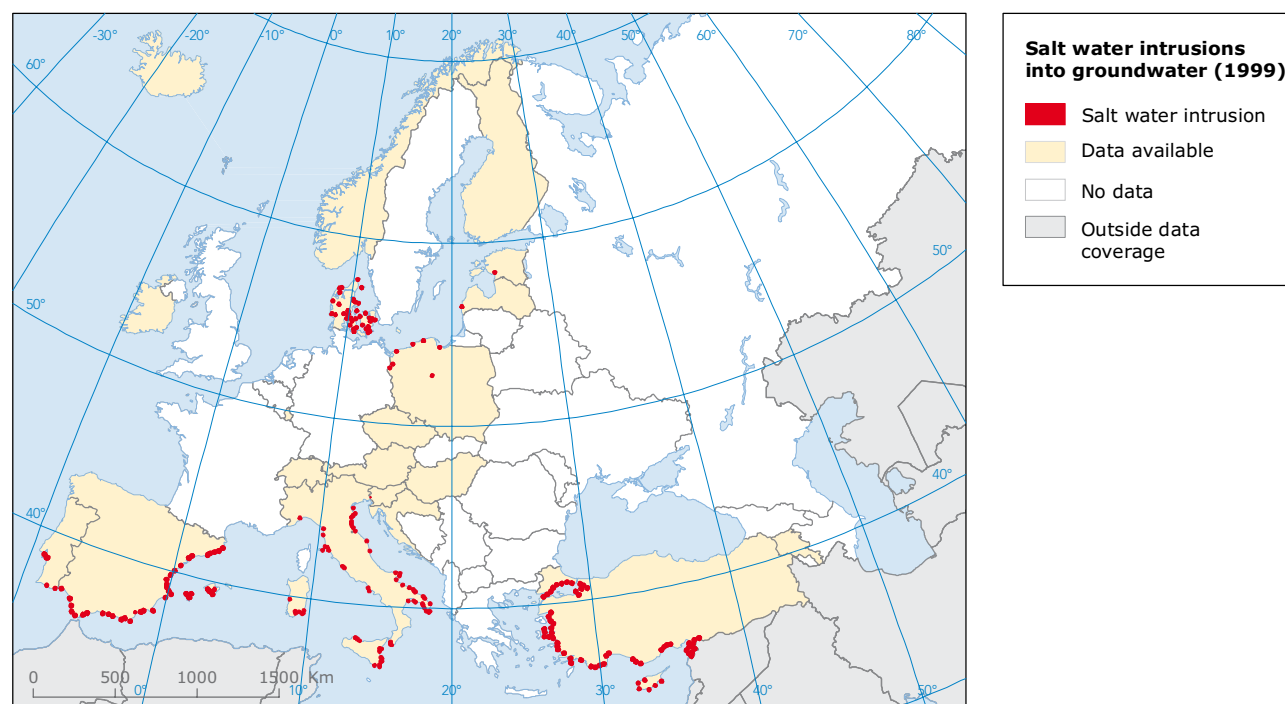 -30° -20° -10° 0° 10° 20° 30° 40° 50° 60° 70° 80°
60°
50°
50°
40°
40°
0 500 1000 1500 Km
0° 10° 20° 30° 40° 50°
Salt water intrusions
into groundwater (1999)
Salt water intrusion
Data available
No data
Outside data
coverage